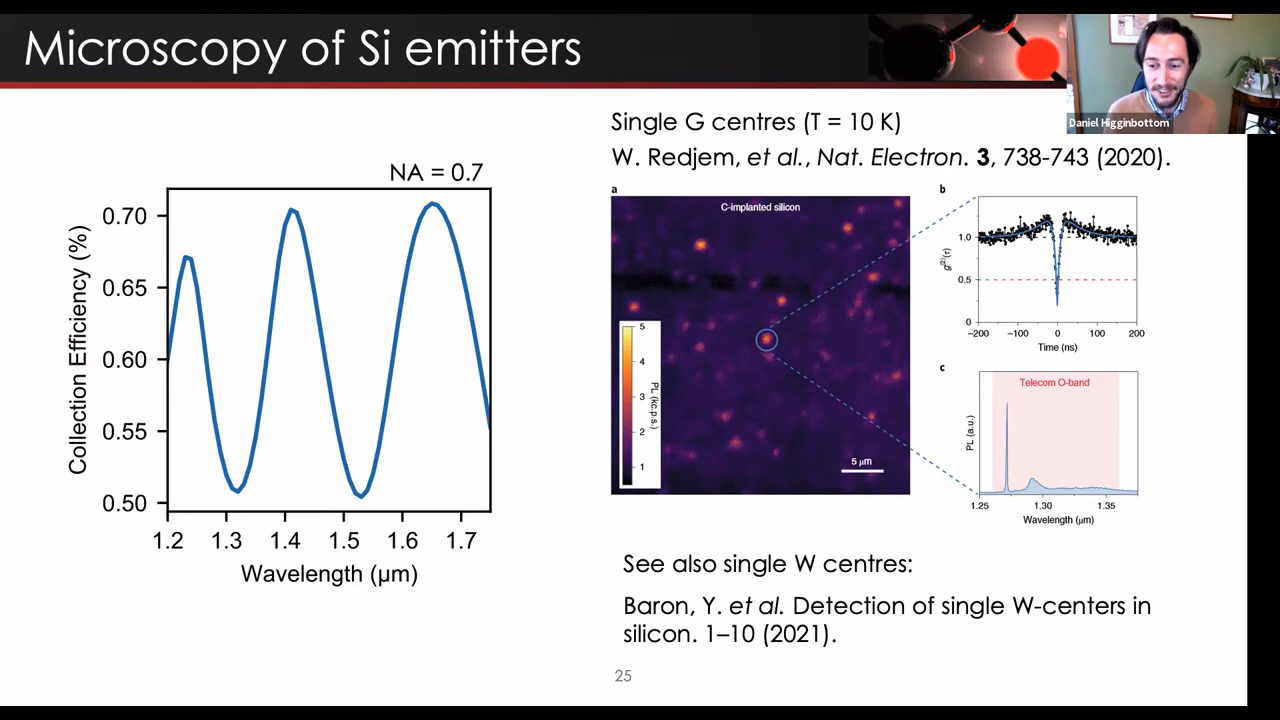 Microscopy of Si emitters
Daniel Higginbottom
Single G centres (T = 10 K)
W. Redjem, et al., Nat. Electron. 3, 738-743 (2020).
NA = 0.7
Collection Efficiency (%)
0.70
0.65
0.60
0.55
0.50
1.2 1.3 1.4 1.5 1.6 1.7
Wavelength (μm)
a
C-implanted silicon
5
4
3
2
1
PL (kc.p.s.)
5 μm
b
g(2)(τ)
1.0
0.5
0
−200 −100 0 100 200
Time (ns)
c
Telecom O-band
PL (a.u.)
1.25 1.30 1.35
Wavelength (μm)
See also single W centres:
Baron, Y. et al. Detection of single W-centers in
silicon. 1–10 (2021).
25